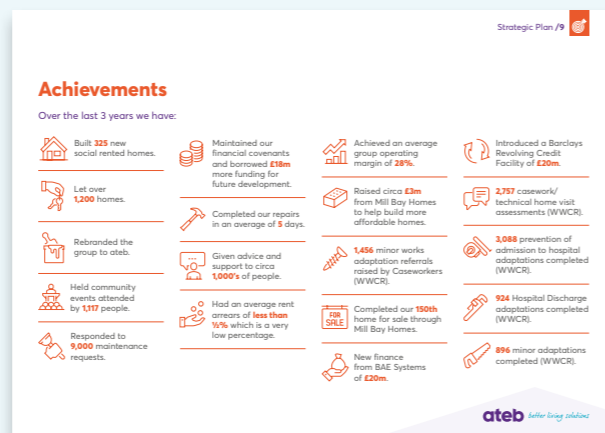 Strategic Plan /9
Achievements
Over the last 3 years we have:
Built 325 new
social rented homes.
Let over
1,200 homes.
Rebranded the
group to ateb.
Held community
events attended
by 1,117 people.
Responded to
9,000 maintenance
requests.
Maintained our
financial covenants
and borrowed £18m
more funding for
future development.
Completed our repairs
in an average of 5 days.
Given advice and
support to circa
1,000's of people.
Had an average rent
arrears of less than
½% which is a very
low percentage.
Achieved an average
group operating
margin of 28%.
Raised circa £3m
from Mill Bay Homes
to help build more
affordable homes.
1,456 minor works
adaptation referrals
raised by Caseworkers
(WWCR).
FOR
SALE
Completed our 150th
home for sale through
Mill Bay Homes.
New finance
from BAE Systems
of £20m.
Introduced a Barclays
Revolving Credit
Facility of £20m.
2,757 casework/
technical home visit
assessments (WWCR).
3,088 prevention of
admission to hospital
adaptations completed
(WWCR).
924 Hospital Discharge
adaptations completed
(WWCR).
896 minor adaptations
completed (WWCR).
ateb better living solutions